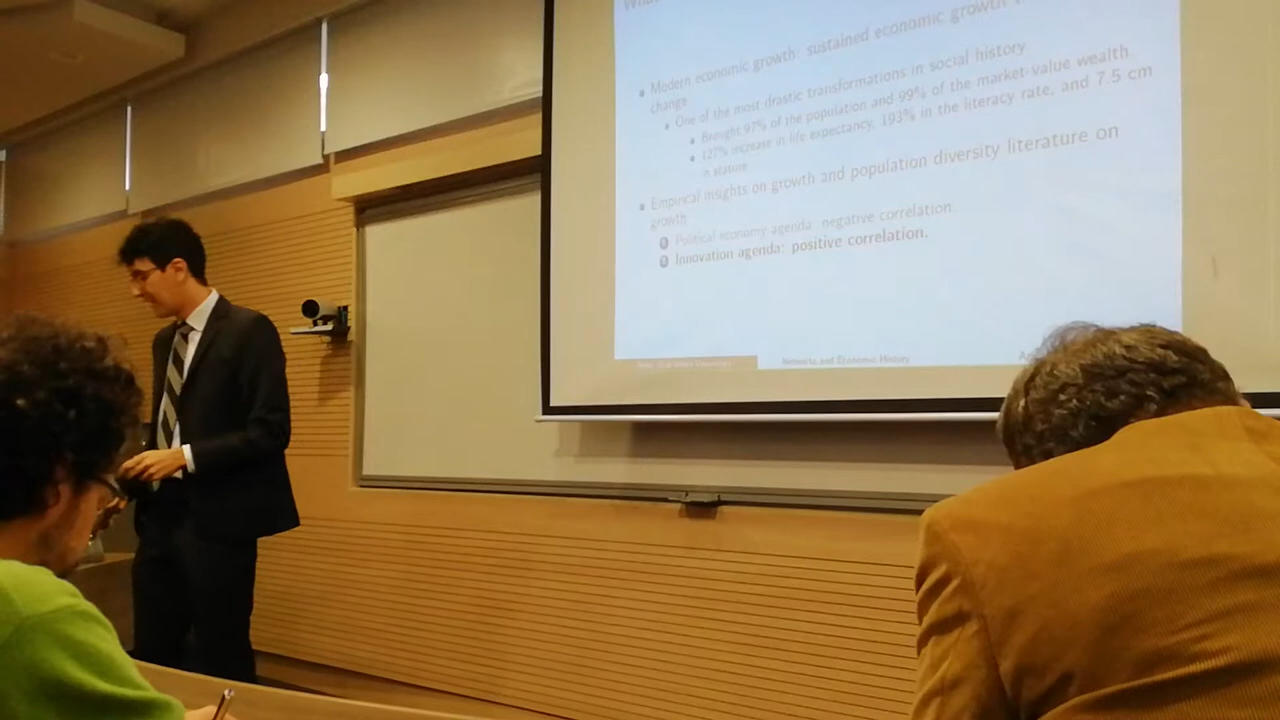 Modern economic growth: sustained economic growth
change
One of the most drastic transformations in social history
Brought 97% of the population and 99% of the market-value wealth
127% increase in life expectancy, 193% in the literacy rate, and 7.5 cm
in stature
Empirical insights on growth and population diversity literature on
growth
1 Political economy agenda: negative correlation.
2 Innovation agenda: positive correlation.
Networks and Economic History